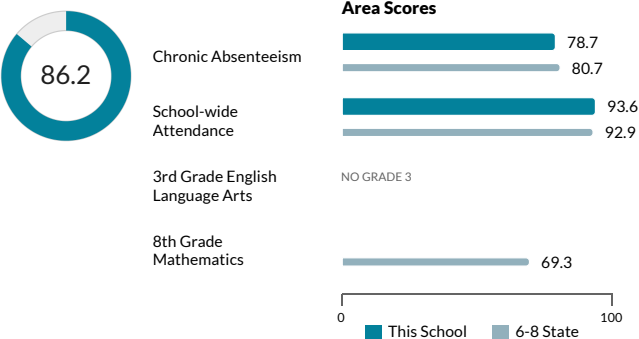 Area Scores
86.2
Chronic Absenteeism
78.7
80.7
School-wide
Attendance
93.6
92.9
3rd Grade English
Language Arts
NO GRADE 3
8th Grade
Mathematics
69.3
0
100
This School
6-8 State